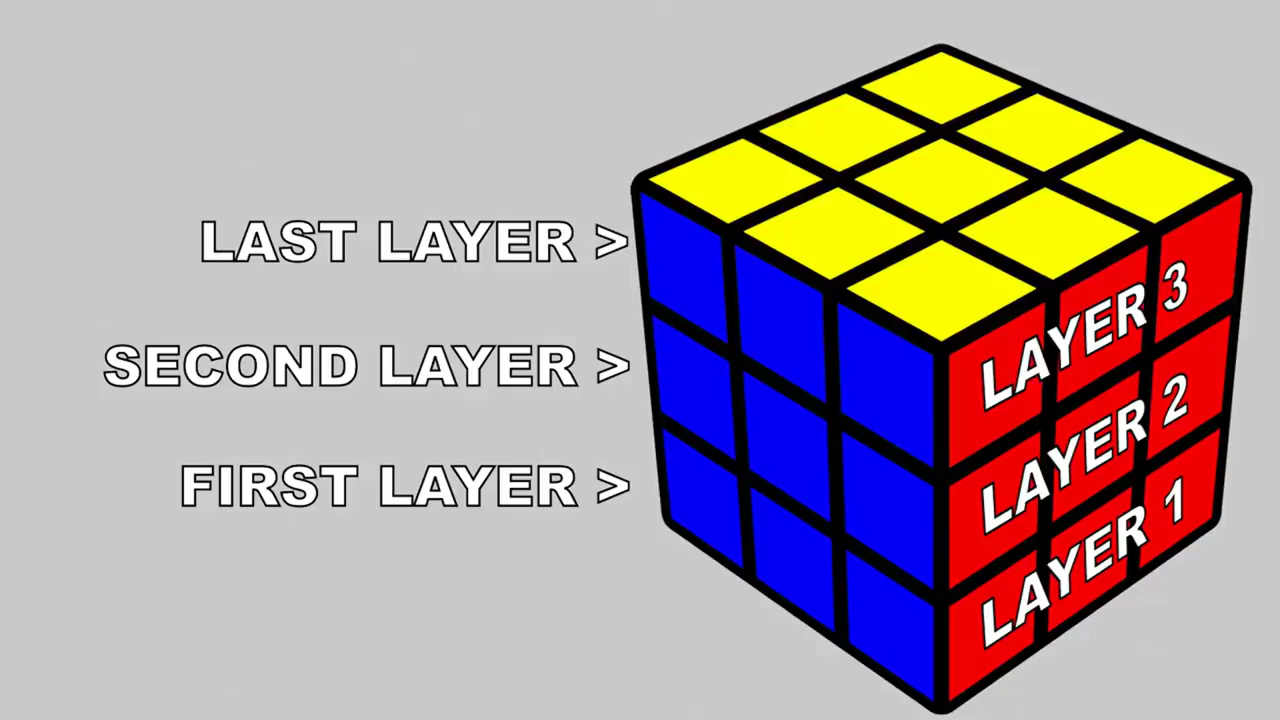 LAST LAYER >
SECOND LAYER >
FIRST LAYER >
LAYER 3
LAYER 2
LAYER 1